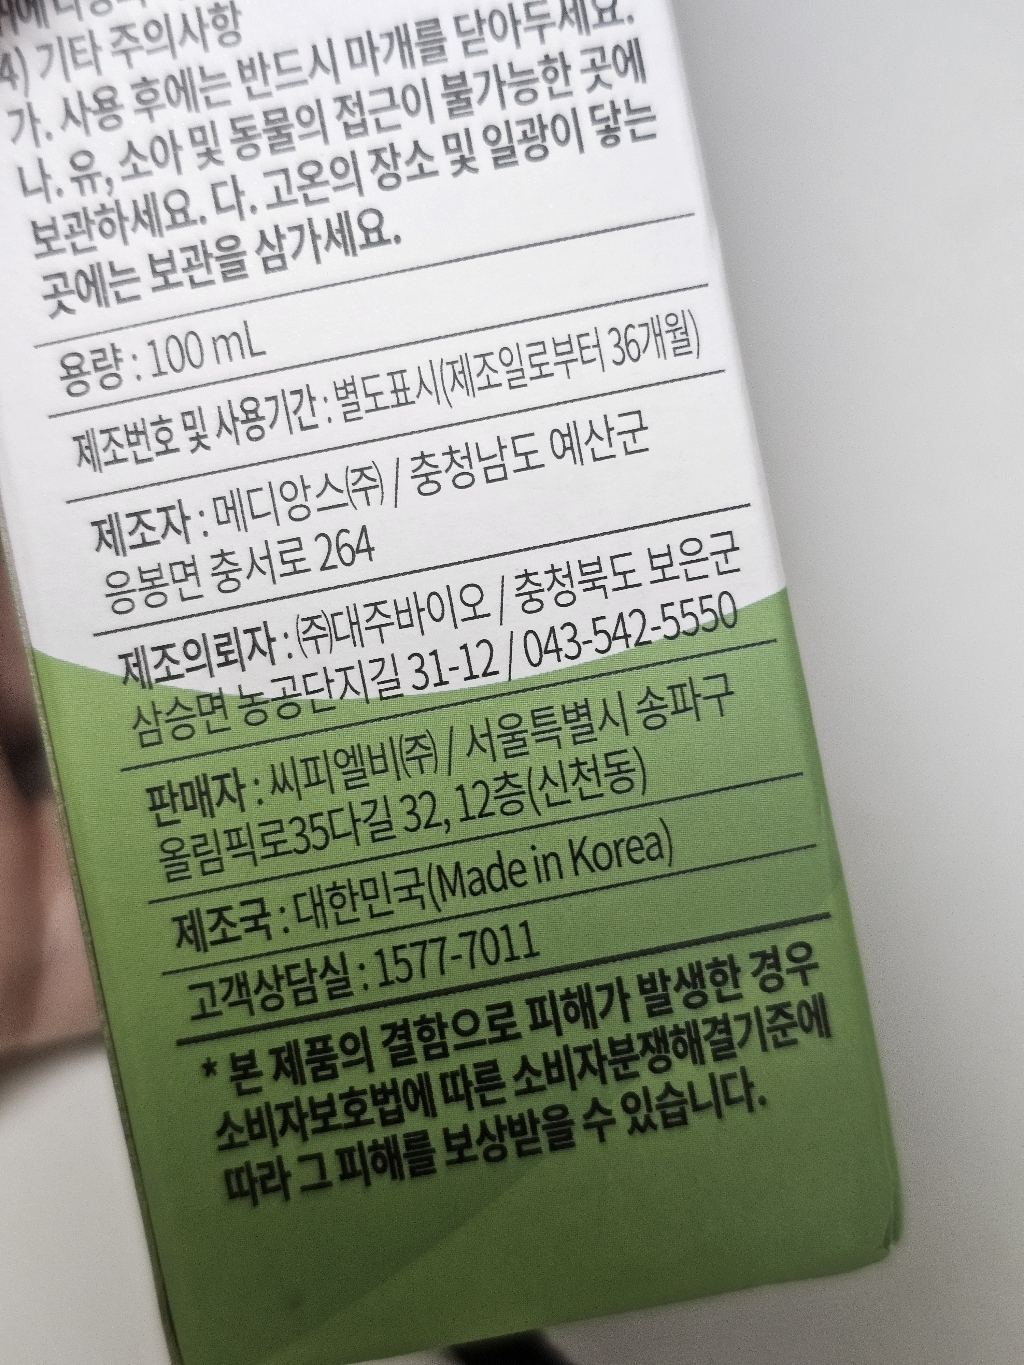 4) 기타 주의사항
가. 사용 후에는 반드시 마개를 닫아두세요.
나. 유, 소아 및 동물의 접근이 불가능한 곳에
보관하세요. 다. 고온의 장소 및 일광이 닿는
곳에는 보관을 삼가세요.
용량 : 100 mL
제조번호 및 사용기간 : 별도표시(제조일로부터 36개월)
제조자 : 메디앙스㈜ / 충청남도 예산군
응봉면 충서로 264
제조의뢰자 : ㈜대주바이오 / 충청북도 보은군
삼승면 농공단지길 31-12 / 043-542-5550
판매자 : 씨피엘비㈜ / 서울특별시 송파구
올림픽로35다길 32, 12층(신천동)
제조국 : 대한민국(Made in Korea)
고객상담실 : 1577-7011
* 본 제품의 결함으로 피해가 발생한 경우
소비자보호법에 따른 소비자분쟁해결기준에
따라 그 피해를 보상받을 수 있습니다.